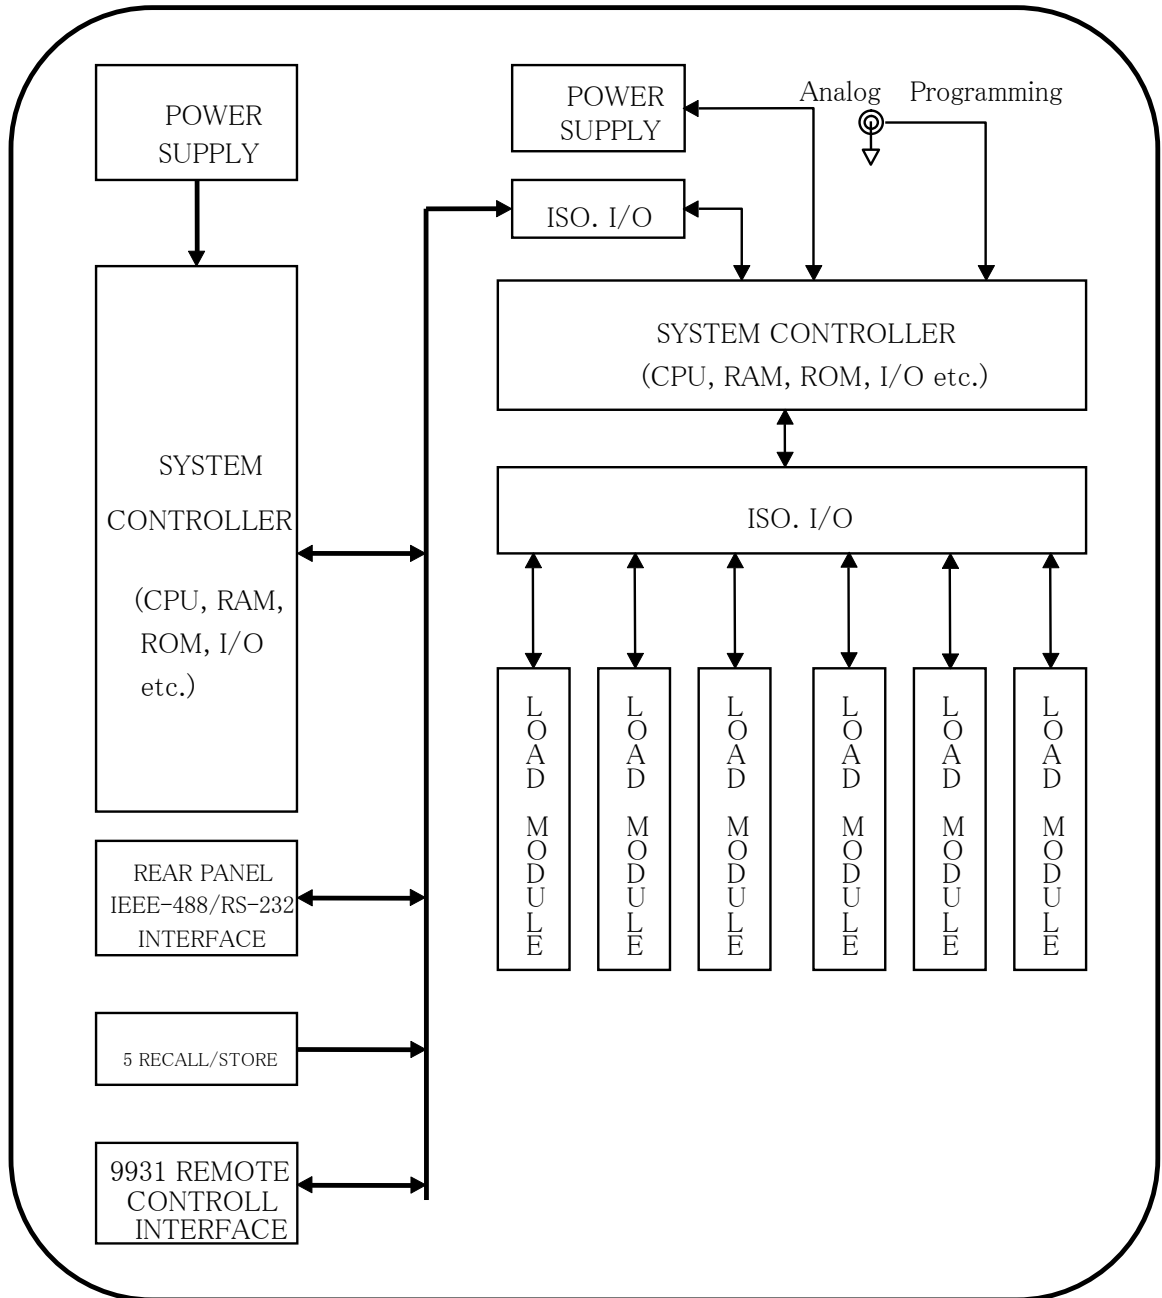 POWER
SUPPLY
SYSTEM
CONTROLLER
(CPU, RAM,
ROM, I/O
etc.)
REAR PANEL
IEEE-488/RS-232
INTERFACE
5 RECALL/STORE
9931 REMOTE
CONTROLL
INTERFACE
POWER
SUPPLY
Analog Programming
ISO. I/O
SYSTEM CONTROLLER
(CPU, RAM, ROM, I/O etc.)
ISO. I/O
LOAD MODULE
LOAD MODULE
LOAD MODULE
LOAD MODULE
LOAD MODULE
LOAD MODULE